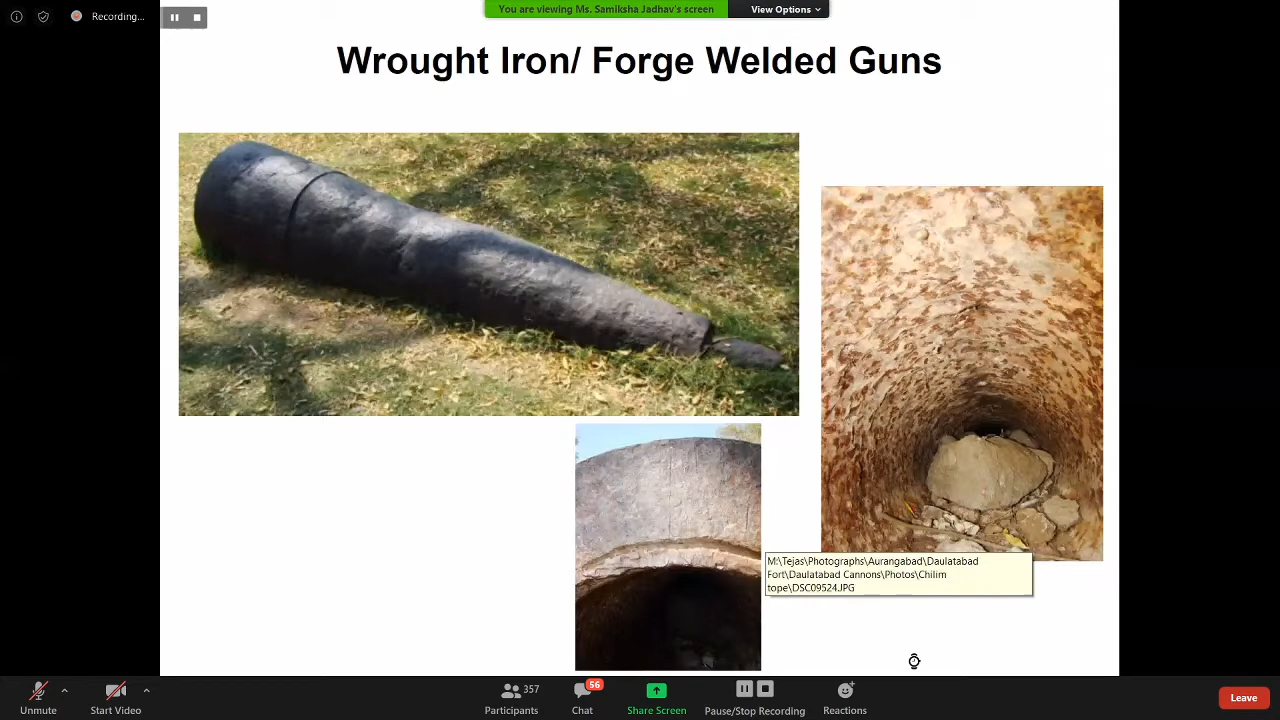 Recording...
You are viewing Ms. Samiksha Jadhav's screen
View Options
Wrought Iron/ Forge Welded Guns
M:\Tejas\Photographs\Aurangabad\Daulatabad
Fort\Daulatabad Cannons\Photos\Chilim
tope\DSC09524.JPG
Unmute
Start Video
357
Participants
56
Chat
Share Screen
Pause/Stop Recording
Reactions
Leave